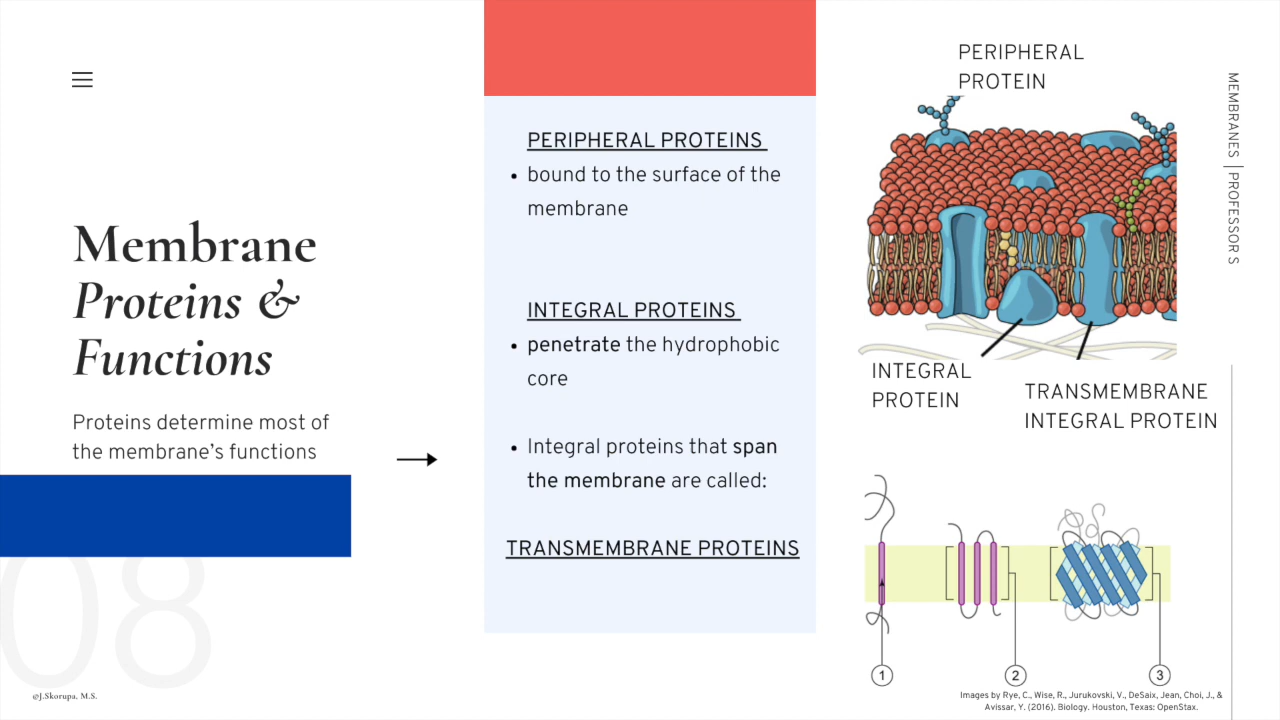 Membrane
Proteins &
Functions
Proteins determine most of
the membrane's functions
08
@J.Skorupa, M.S.
PERIPHERAL PROTEINS
• bound to the surface of the
membrane
INTEGRAL PROTEINS
• penetrate the hydrophobic
core
• Integral proteins that span
the membrane are called:
TRANSMEMBRANE PROTEINS
PERIPHERAL
PROTEIN
INTEGRAL
PROTEIN
TRANSMEMBRANE
INTEGRAL PROTEIN
1
2
3
Images by Rye, C., Wise, R., Jurukovski, V., DeSaix, Jean, Choi, J., &
Avissar, Y. (2016). Biology. Houston, Texas: OpenStax.
MEMBRANES | PROFESSOR S